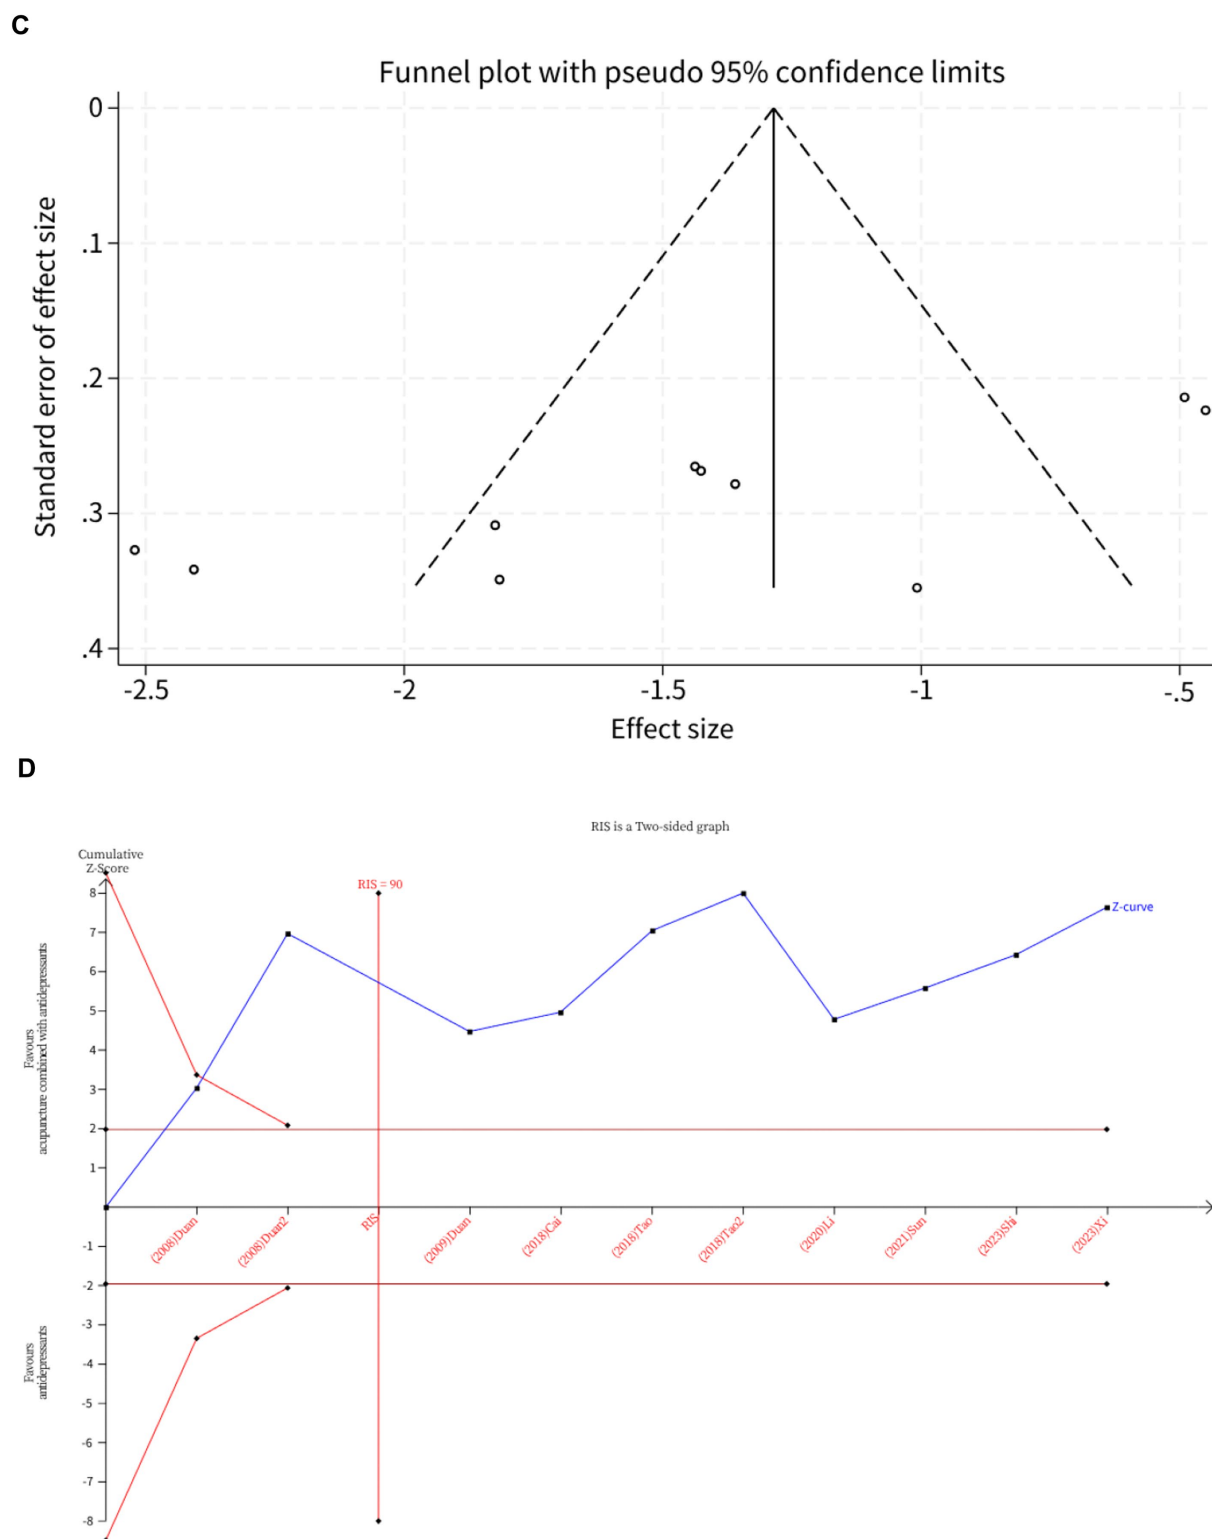 C
Funnel plot with pseudo 95% confidence limits
Standard error of effect size
0
.1
.2
.3
.4
-2.5
-2
-1.5
-1
-.5
Effect size
D
RIS is a Two-sided graph
Cumulative
Z-Score
RIS = 90
Z-curve
Favours
acupuncture combined with antidepressants
8
7
6
5
4
3
2
1
(2008)Duan
(2008)Duan2
RIS
(2009)Duan
(2018)Cai
(2018)Tao
(2018)Tao2
(2020)Li
(2021)Sun
(2023)Shi
(2023)Xi
Favours
antidepressants
-1
-2
-3
-4
-5
-6
-7
-8